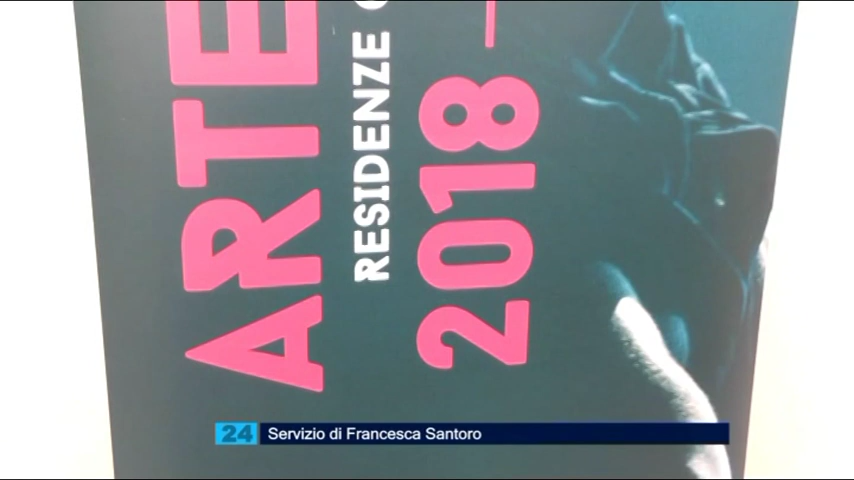 ARTE
RESIDENZE
2018 –
24 Servizio di Francesca Santoro